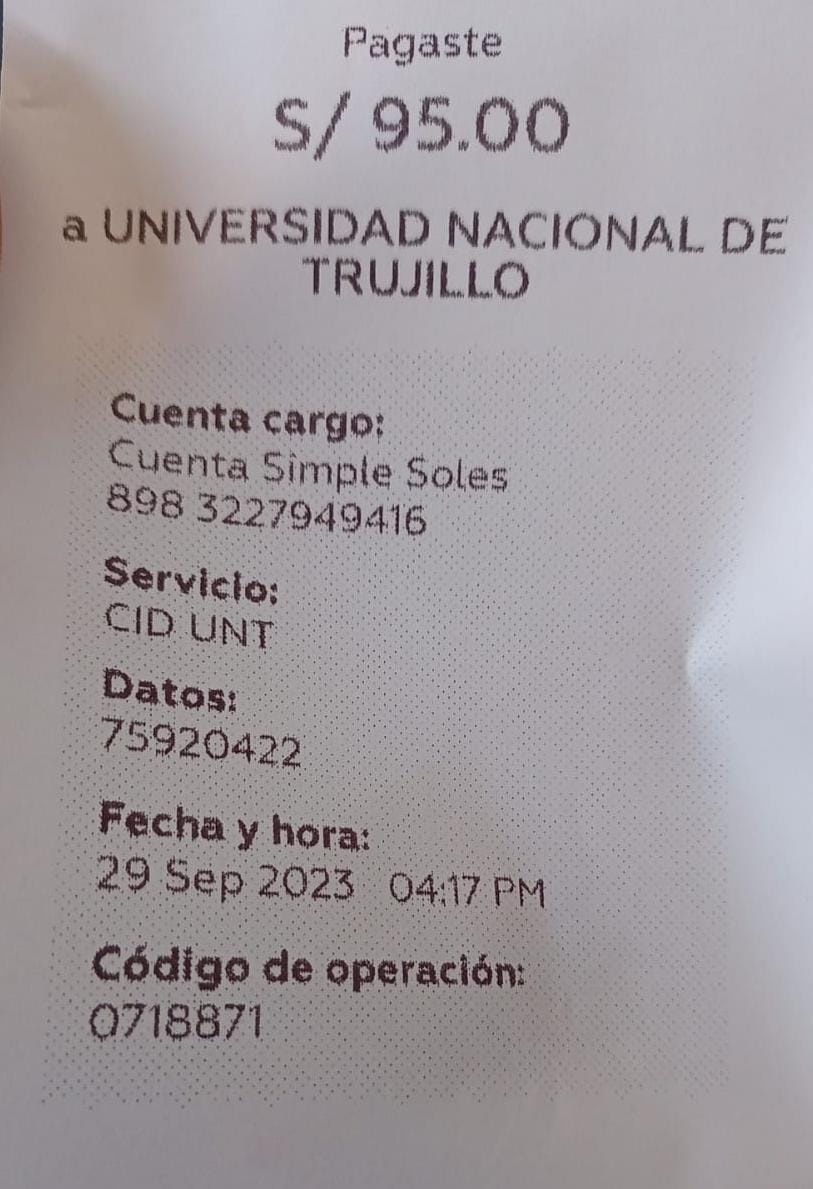 Pagaste
S/ 95.00
a UNIVERSIDAD NACIONAL DE
TRUJILLO
Cuenta cargo:
Cuenta Simple Soles
898 3227949416
Servicio:
CID UNT
Datos:
75920422
Fecha y hora:
29 Sep 2023 04:17 PM
Código de operación:
0718871